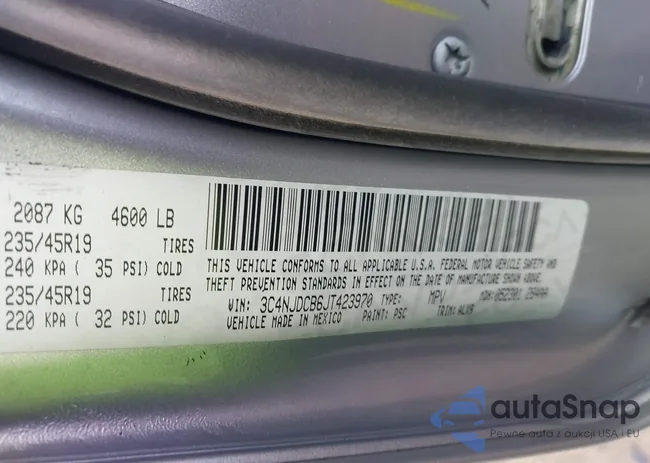 2087 KG 4600 LB
235/45R19 TIRES
240 KPA ( 35 PSI) COLD
235/45R19 TIRES
220 KPA ( 32 PSI) COLD
THIS VEHICLE CONFORMS TO ALL APPLICABLE U.S.A. FEDERAL MOTOR VEHICLE SAFETY AND
THEFT PREVENTION STANDARDS IN EFFECT ON THE DATE OF MANUFACTURE SHOWN ABOVE.
VIN: 3C4NJDCB6JT423970 TYPE: MPV MDH:
VEHICLE MADE IN MEXICO PAINT: PSC TRIM: ALX9
autaSnap
Pewne auta z aukcji USA i EU